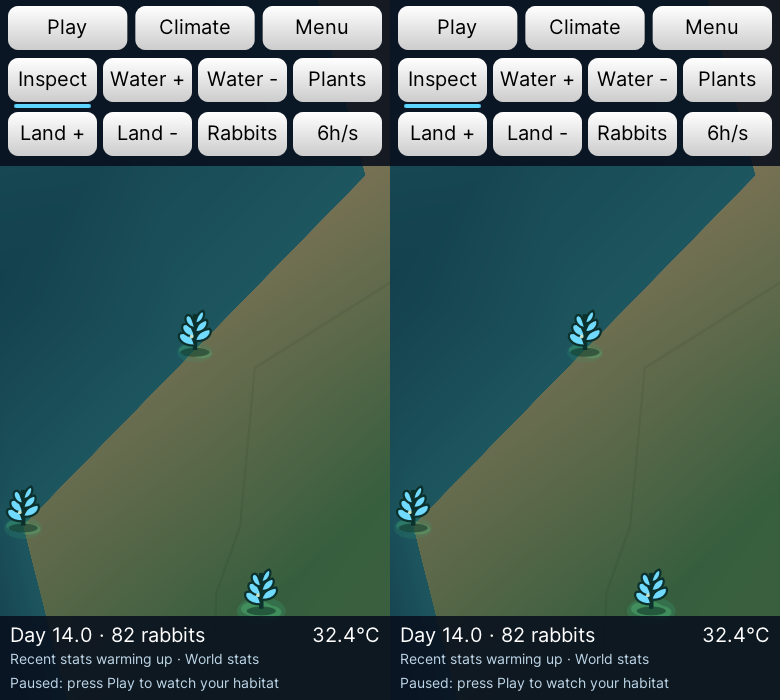 Play Climate Menu
Inspect Water + Water - Plants
Land + Land - Rabbits 6h/s
Day 14.0 · 82 rabbits 32.4°C
Recent stats warming up · World stats
Paused: press Play to watch your habitat
Play Climate Menu
Inspect Water + Water - Plants
Land + Land - Rabbits 6h/s
Day 14.0 · 82 rabbits 32.4°C
Recent stats warming up · World stats
Paused: press Play to watch your habitat